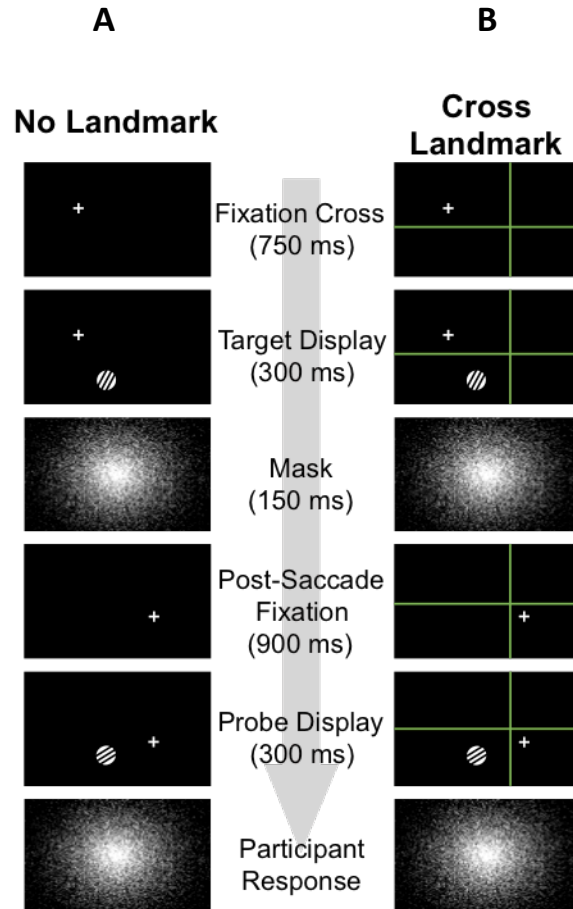 A
B
No Landmark
Cross
Landmark
Fixation Cross
(750 ms)
Target Display
(300 ms)
Mask
(150 ms)
Post-Saccade
Fixation
(900 ms)
Probe Display
(300 ms)
Participant
Response